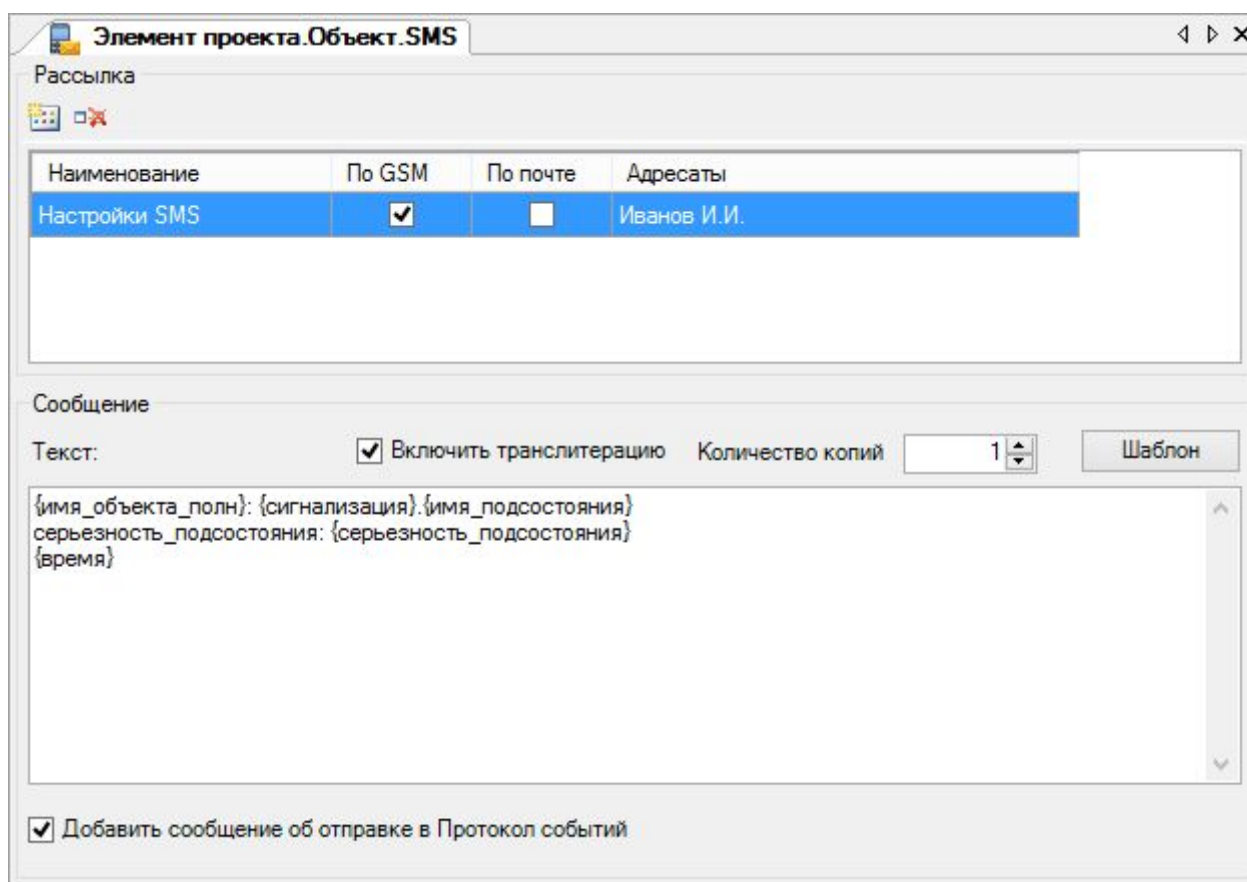 Элемент проекта.Объект.SMS
Рассылка
Наименование По GSM По почте Адресаты
Настройки SMS Иванов И.И.
Сообщение
Текст: Включить транслитерацию Количество копий 1 Шаблон
{имя_объекта_полн}: {сигнализация}.{имя_подсостояния}
серьезность_подсостояния: {серьезность_подсостояния}
{время}
Добавить сообщение об отправке в Протокол событий